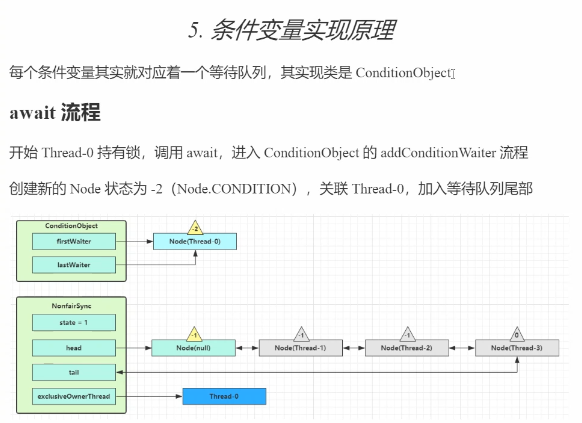 5. 条件变量实现原理
每个条件变量其实就对应着一个等待队列，其实现类是 ConditionObject
await 流程
开始 Thread-0 持有锁，调用 await，进入 ConditionObject 的 addConditionWaiter 流程
创建新的 Node 状态为 -2（Node.CONDITION），关联 Thread-0，加入等待队列尾部
ConditionObject
-2
firstWaiter
Node(Thread-0)
lastWaiter
NonfairSync
state = 1
-1
-1
-1
0
head
Node(null)
Node(Thread-1)
Node(Thread-2)
Node(Thread-3)
tail
exclusiveOwnerThread
Thread-0